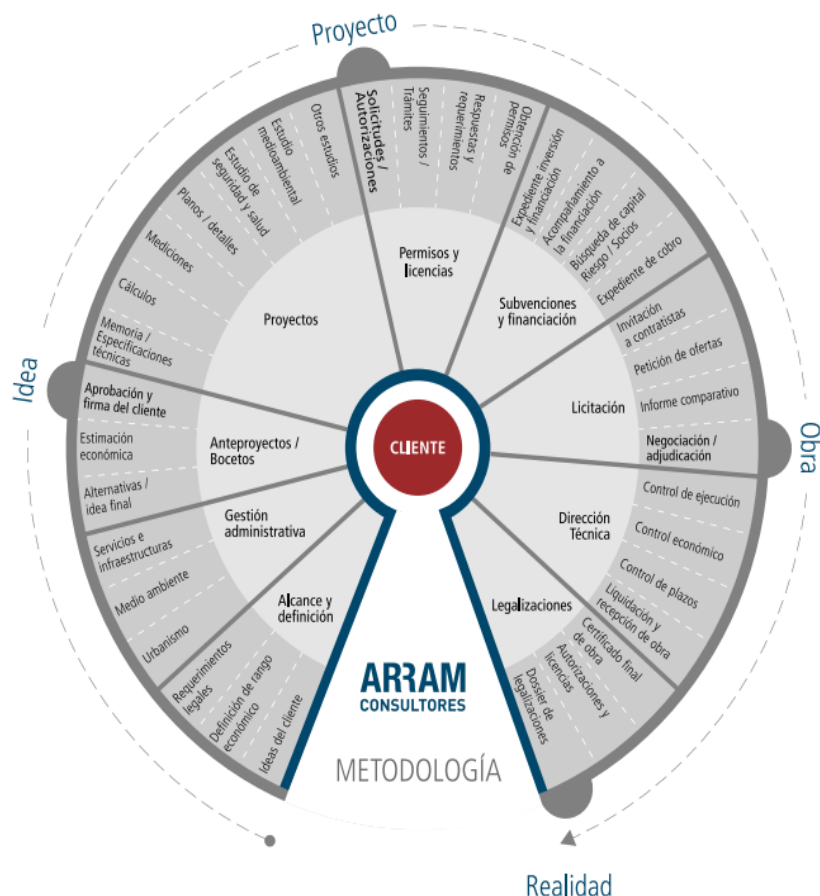 Proyecto
Idea
Obra
Realidad
CLIENTE
Alcance y
definición
Ideas del cliente
Definición de rango
económico
Requerimientos
legales
Gestión
administrativa
Urbanismo
Medio ambiente
Servicios e
infraestructuras
Anteproyectos /
Bocetos
Alternativas /
idea final
Estimación
económica
Aprobación y
firma del cliente
Proyectos
Memoria /
Especificaciones
técnicas
Cálculos
Mediciones
Planos / detalles
Estudio de
seguridad y salud
Estudio
medioambiental
Otros estudios
Permisos y
licencias
Solicitudes /
Autorizaciones
Seguimientos /
Trámites
Respuestas y
requerimientos
Obtención de
permisos
Subvenciones
y financiación
Expediente inversión
y financiación
Acompañamiento a
la financiación
Búsqueda de capital
Riesgo / Socios
Expediente de cobro
Licitación
Invitación
a contratistas
Petición de ofertas
Informe comparativo
Negociación /
adjudicación
Dirección
Técnica
Control de ejecución
Control económico
Control de plazos
Liquidación y
recepción de obra
Legalizaciones
Certificado final
de obra
Autorizaciones y
licencias
Dossier de
legalizaciones
ARRAM
CONSULTORES
METODOLOGÍA